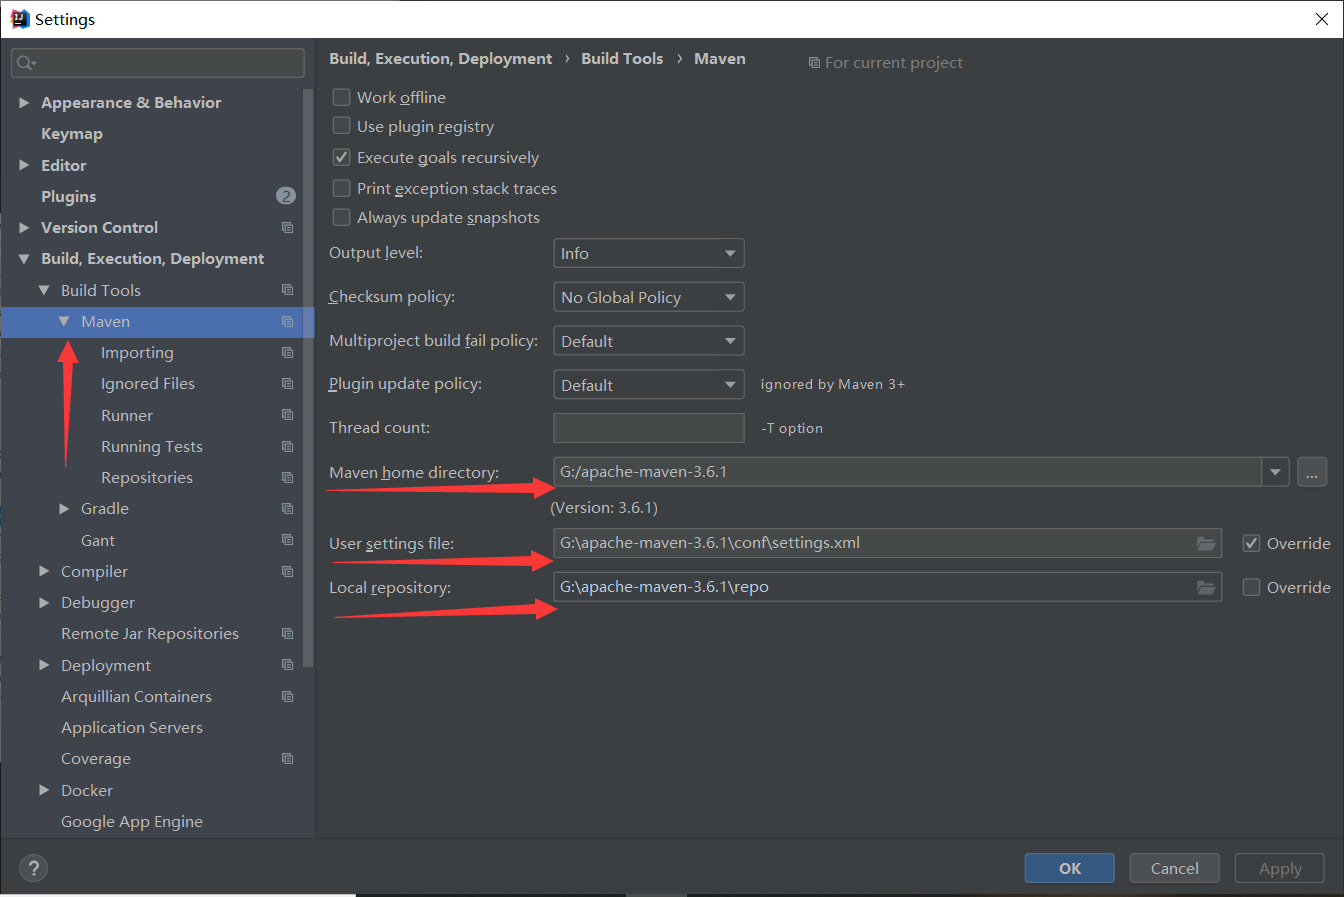 Settings
Appearance & Behavior
Keymap
Editor
Plugins 2
Version Control
Build, Execution, Deployment
Build Tools
Maven
Importing
Ignored Files
Runner
Running Tests
Repositories
Gradle
Gant
Compiler
Debugger
Remote Jar Repositories
Deployment
Arquillian Containers
Application Servers
Coverage
Docker
Google App Engine
Build, Execution, Deployment › Build Tools › Maven For current project
Work offline
Use plugin registry
Execute goals recursively
Print exception stack traces
Always update snapshots
Output level: Info
Checksum policy: No Global Policy
Multiproject build fail policy: Default
Plugin update policy: Default ignored by Maven 3+
Thread count: -T option
Maven home directory: G:/apache-maven-3.6.1 ...
(Version: 3.6.1)
User settings file: G:\apache-maven-3.6.1\conf\settings.xml Override
Local repository: G:\apache-maven-3.6.1\repo Override
? OK Cancel Apply